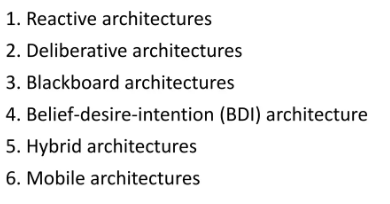 1. Reactive architectures
2. Deliberative architectures
3. Blackboard architectures
4. Belief-desire-intention (BDI) architecture
5. Hybrid architectures
6. Mobile architectures